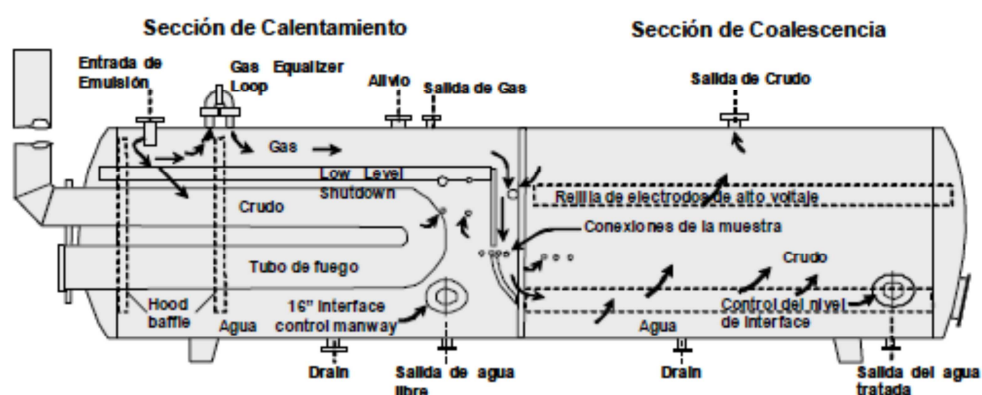 Sección de Calentamiento
Sección de Coalescencia
Entrada de
Emulsión
Gas Equalizer
Loop
Alivio
Salida de Gas
Salida de Crudo
Gas
Low Level
Shutdown
Crudo
Rejilla de electrodos de alto voltaje
Conexiones de la muestra
Tubo de fuego
Crudo
Hood
baffle
16" Interface
control manway
Agua
Control del nivel
de Interface
Agua
Drain
Salida de agua
libre
Drain
Salida del agua
tratada